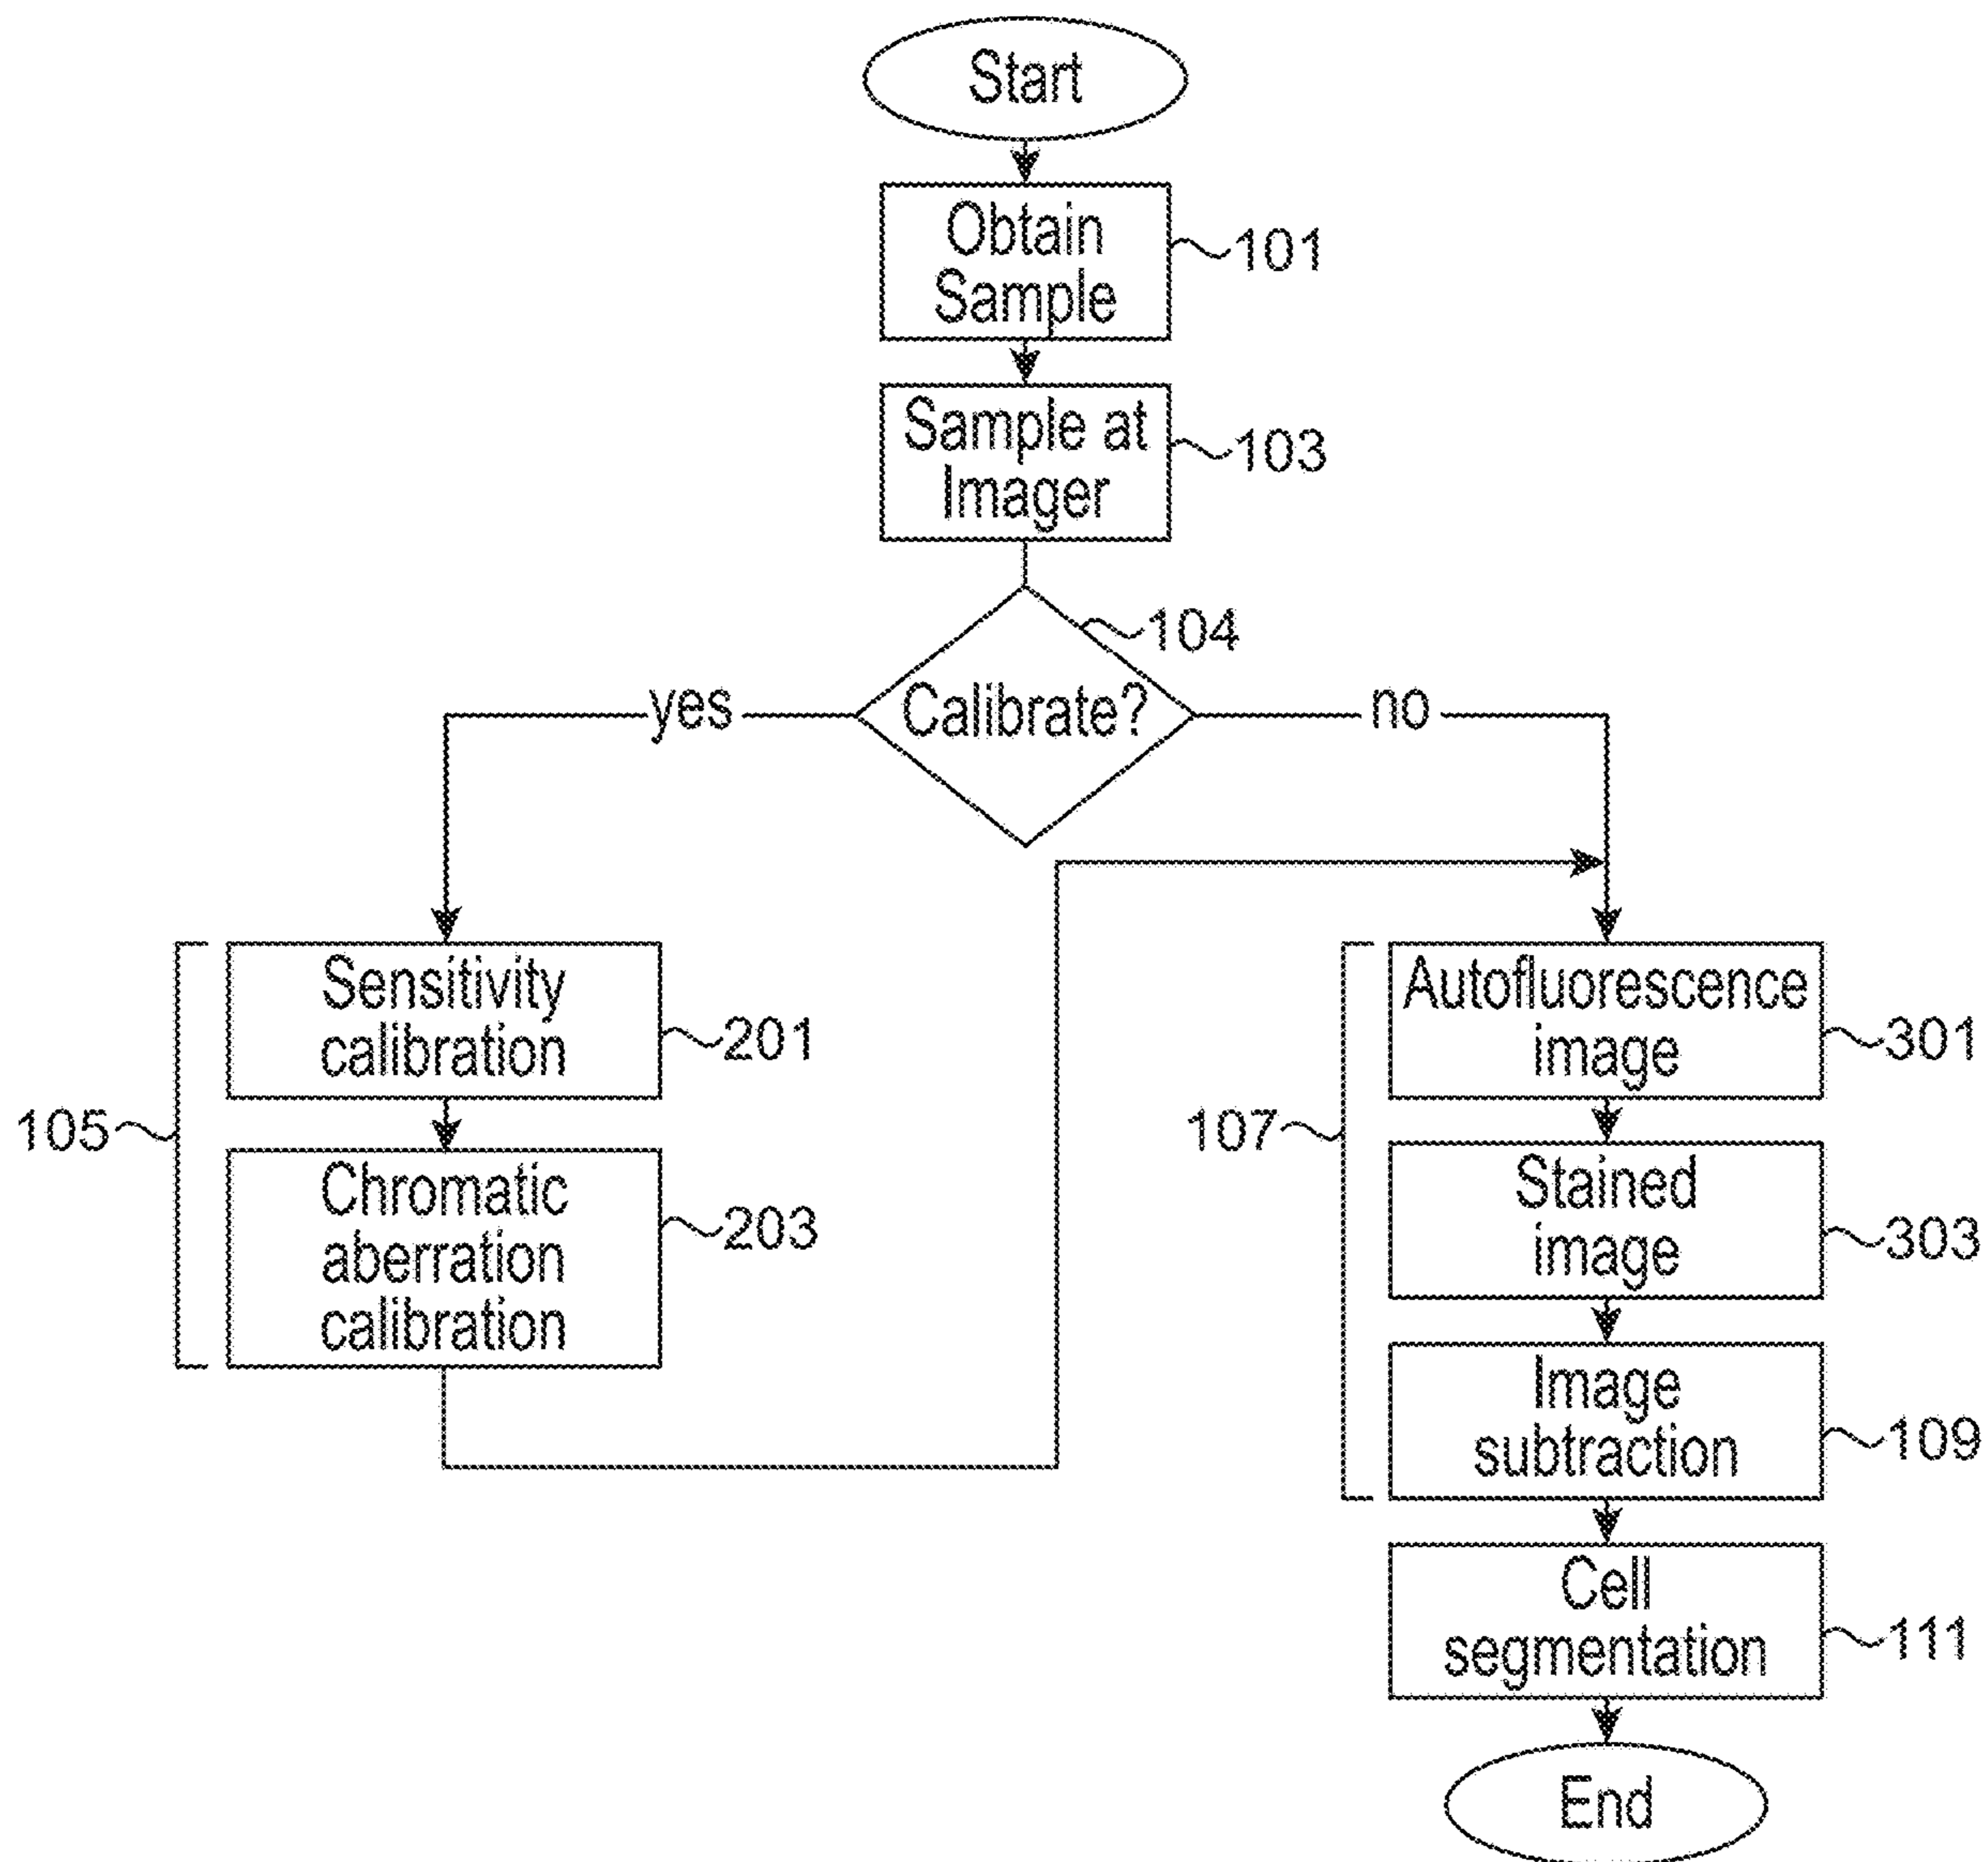 Start
Obtain
Sample
101
Sample at
Imager
103
104
Calibrate?
yes
no
Sensitivity
calibration
201
105
Chromatic
aberration
calibration
203
Autofluorescence
image
301
107
Stained
image
303
Image
subtraction
109
Cell
segmentation
111
End